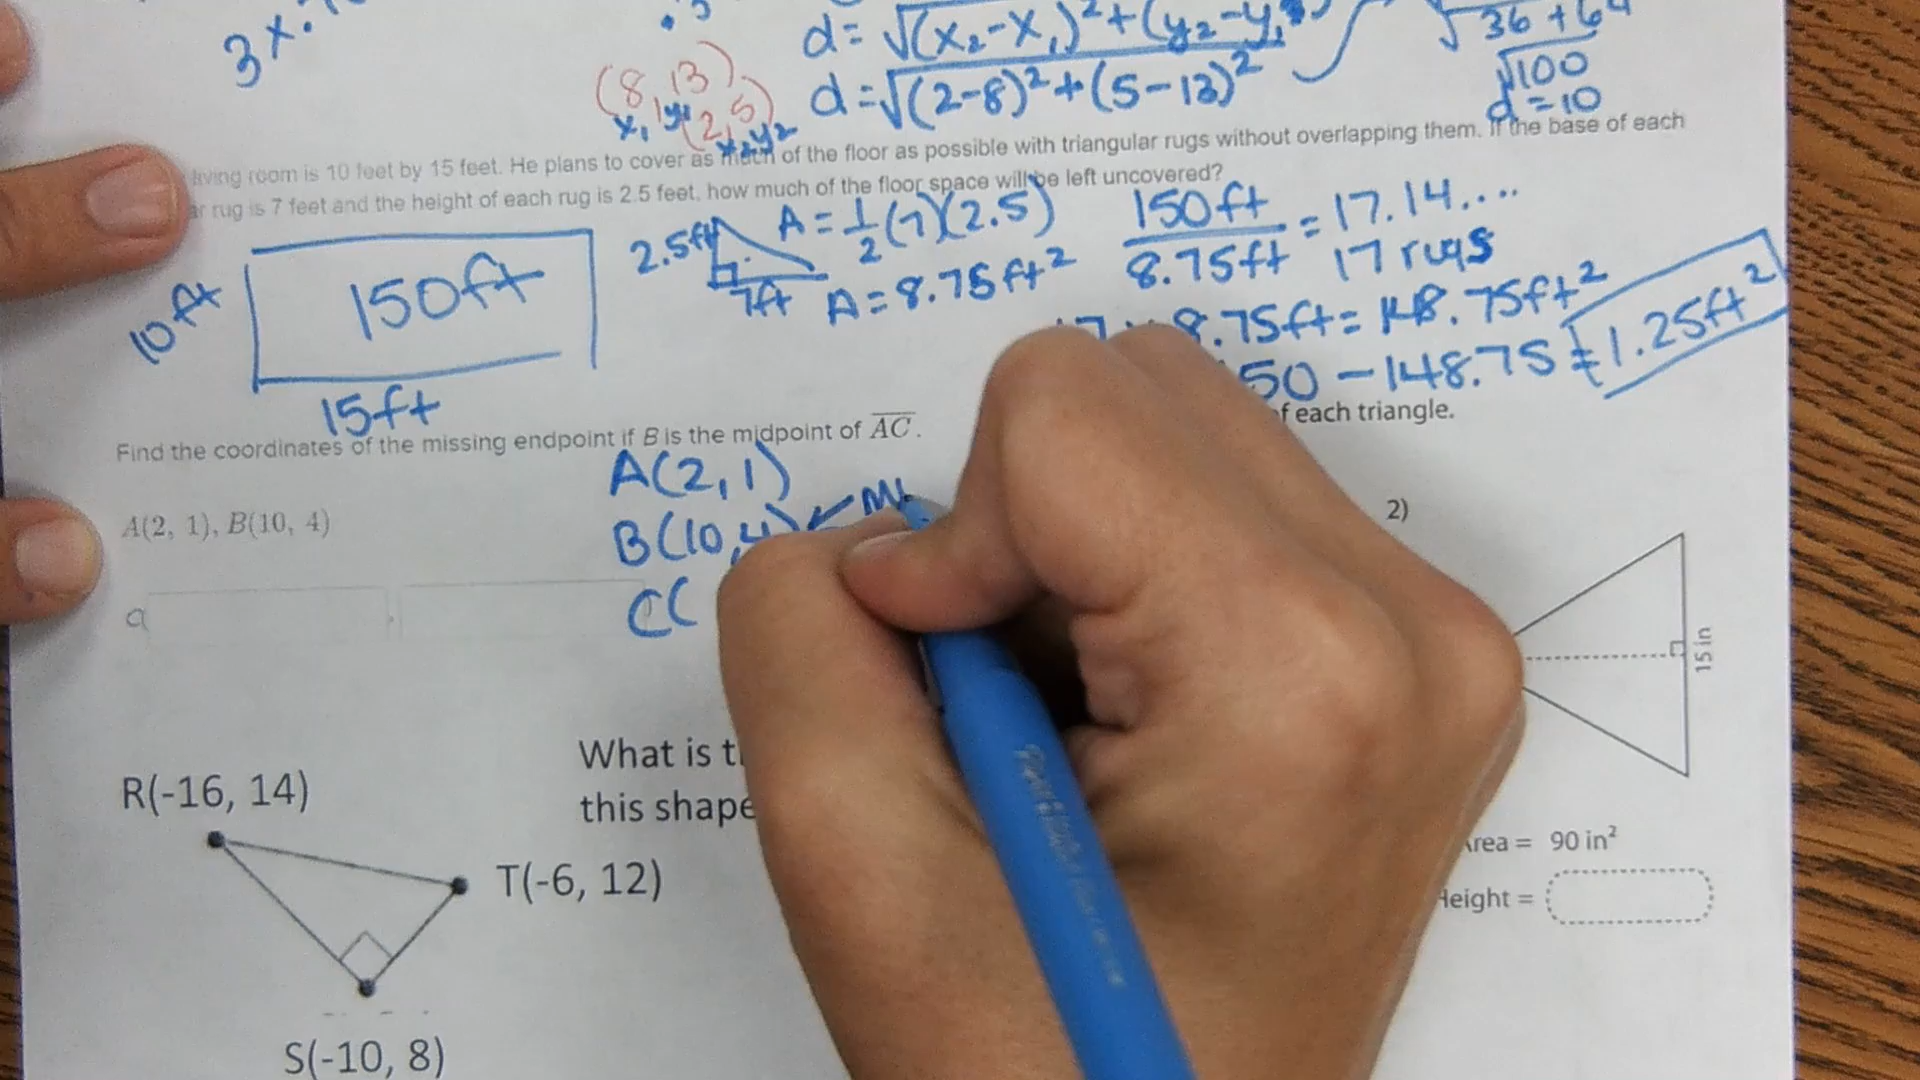 3x.
d=√(x₂-x₁)²+(y₂-y₁
√36+64
(8,13)
d=√(2-8)²+(5-13)²
√100
x₁ y₁
(2,5)
x₂ y₂
d=10
living room is 10 feet by 15 feet. He plans to cover as much of the floor as possible with triangular rugs without overlapping them. If the base of each
ar rug is 7 feet and the height of each rug is 2.5 feet, how much of the floor space will be left uncovered?
10ft
150ft
15ft
2.5ft
7ft
A=1/2(7)(2.5)
A=8.75ft²
150ft/8.75ft=17.14....
17 rugs
8.75ft=148.75ft²
50-148.75=1.25ft²
Find the coordinates of the missing endpoint if B is the midpoint of AC.
f each triangle.
A(2, 1), B(10, 4)
A(2,1)
B(10,4)
C(
2)
15 in
R(-16, 14)
T(-6, 12)
S(-10, 8)
What is
this shape
Area = 90 in²
Height =